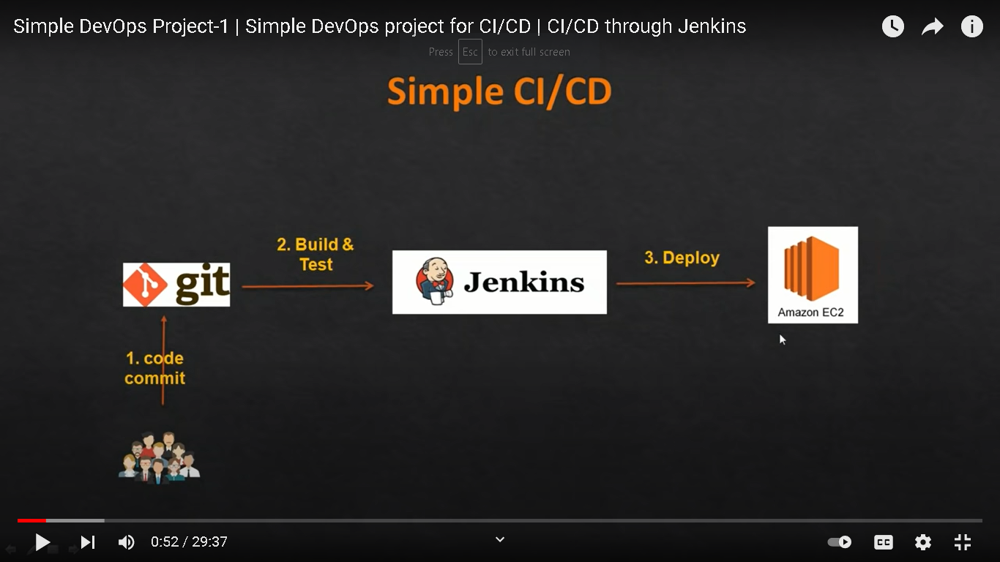 Simple DevOps Project-1 | Simple DevOps project for CI/CD | CI/CD through Jenkins
Press Esc to exit full screen
Simple CI/CD
2. Build &
Test
3. Deploy
git
Jenkins
Amazon EC2
1. code
commit
0:52 / 29:37
CC